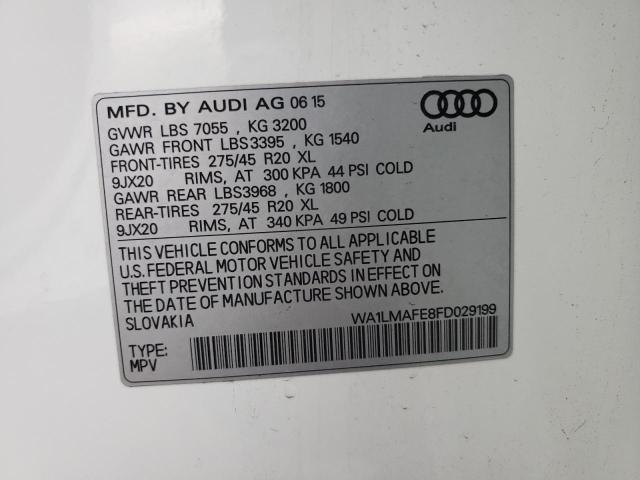 MFD. BY AUDI AG 06 15
Audi
GVWR LBS 7055 , KG 3200
GAWR FRONT LBS3395 , KG 1540
FRONT-TIRES 275/45 R20 XL
9JX20 RIMS, AT 300 KPA 44 PSI COLD
GAWR REAR LBS3968 , KG 1800
REAR-TIRES 275/45 R20 XL
9JX20 RIMS, AT 340 KPA 49 PSI COLD
THIS VEHICLE CONFORMS TO ALL APPLICABLE
U.S. FEDERAL MOTOR VEHICLE SAFETY AND
THEFT PREVENTION STANDARDS IN EFFECT ON
THE DATE OF MANUFACTURE SHOWN ABOVE.
SLOVAKIA WA1LMAFE8FD029199
TYPE:
MPV